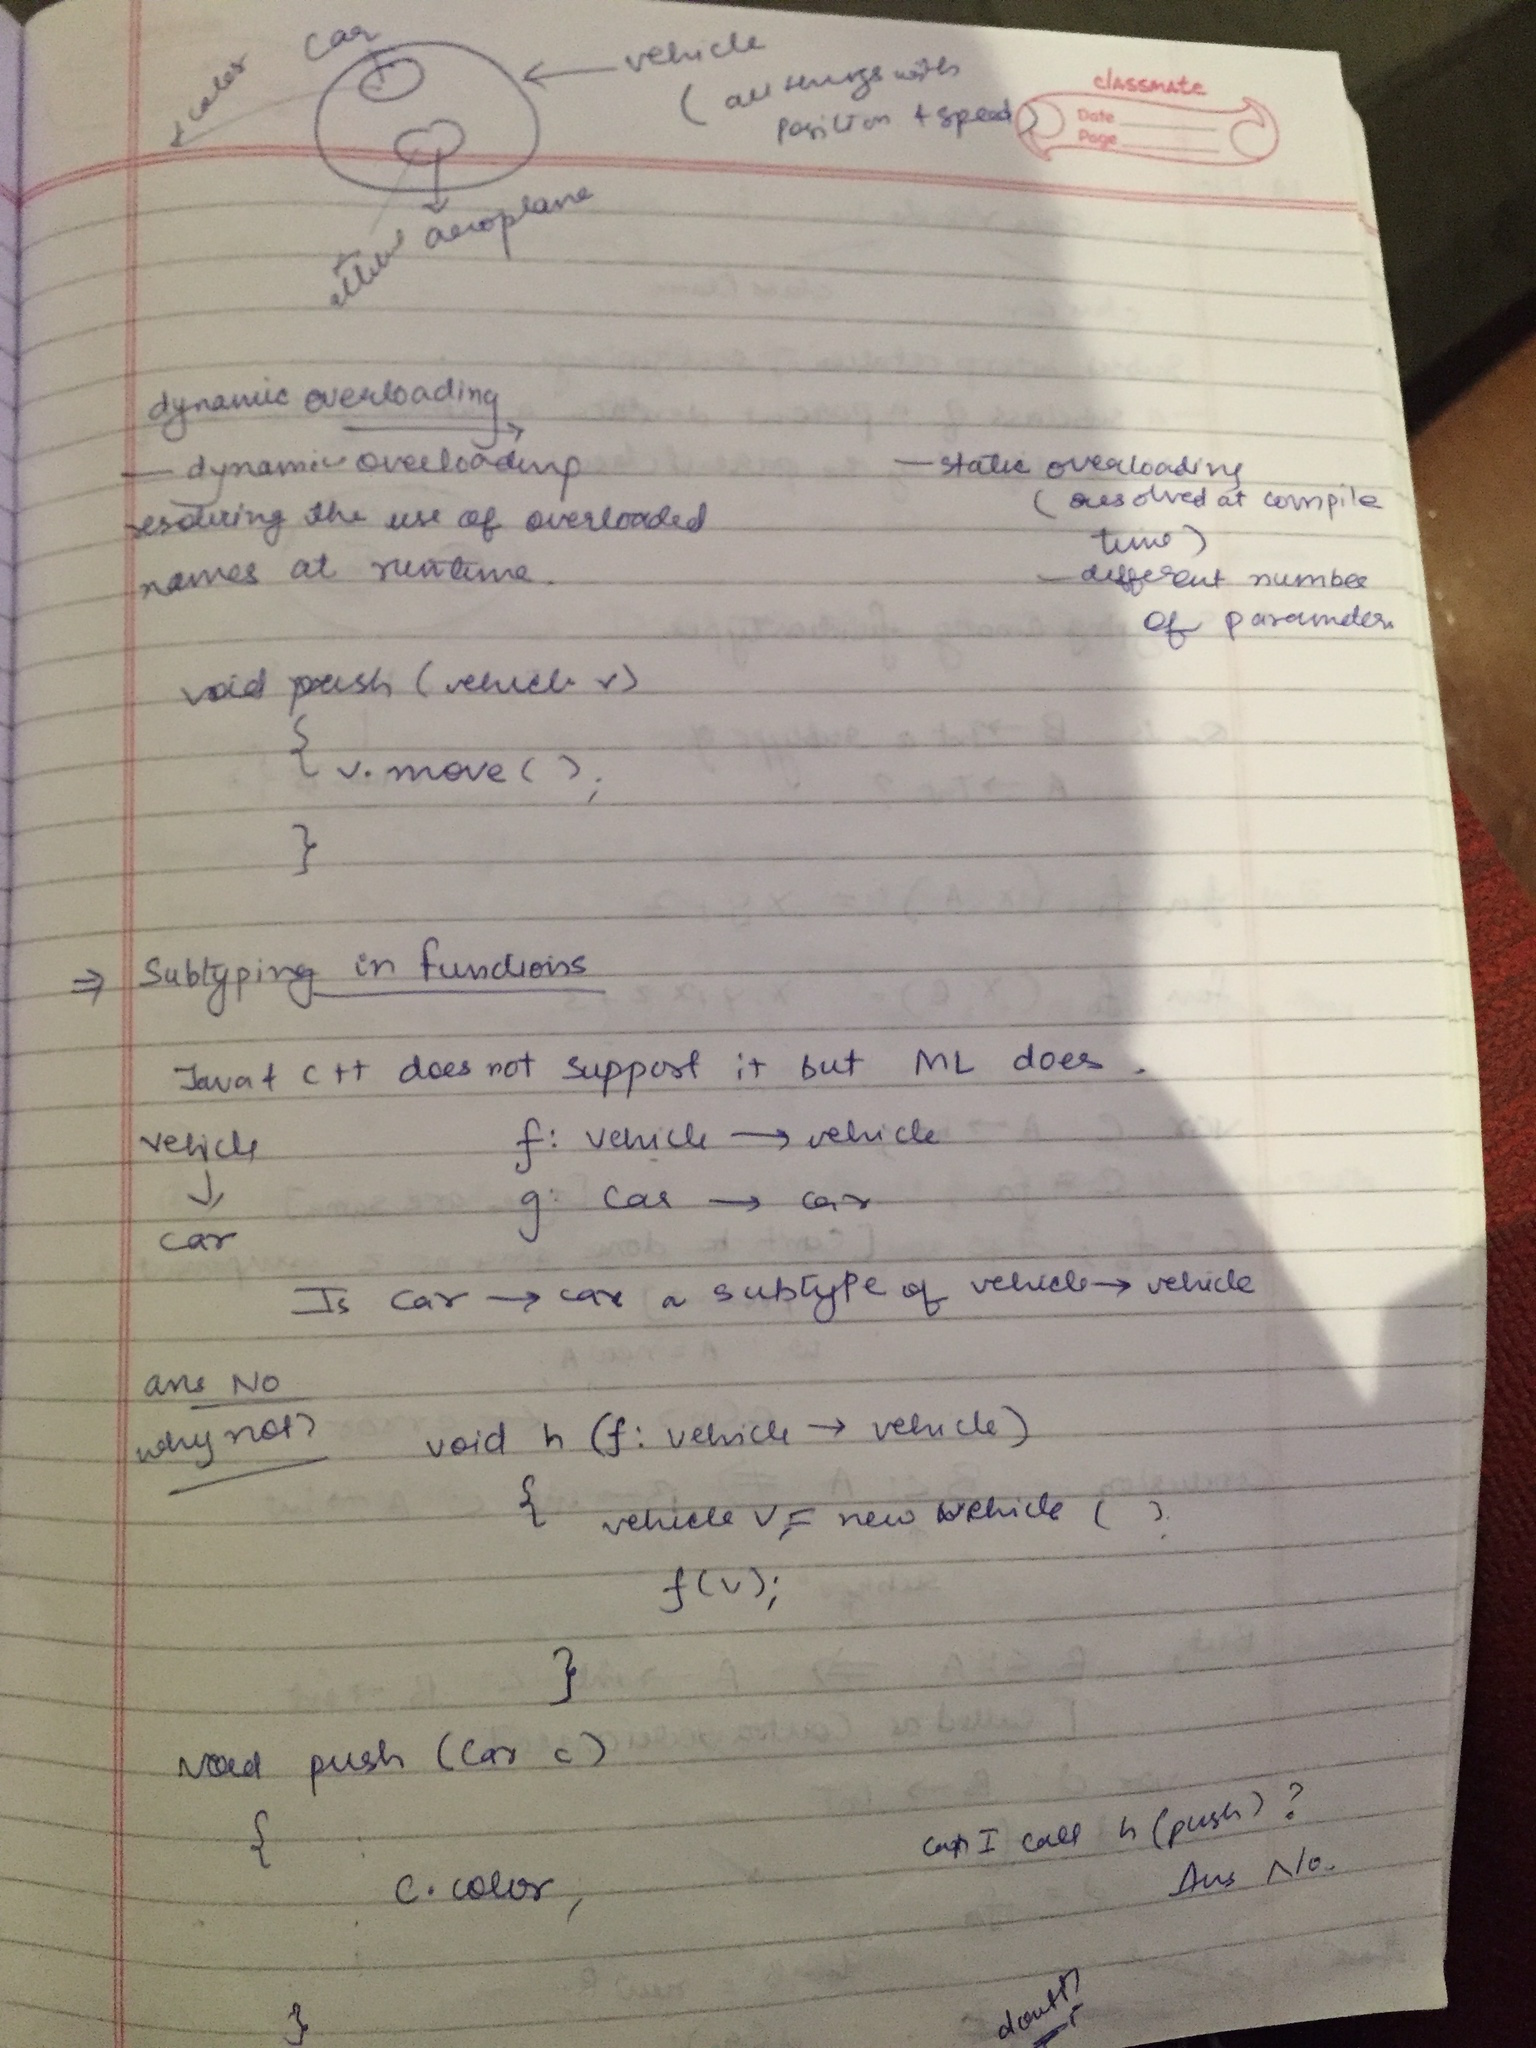 color
car
vehicle
(all things with
position + speed)
classmate
Date
Page
aeroplane
dynamic overloading
— dynamic overloading
resolving the use of overloaded
names at runtime.
— static overloading
(resolved at compile
time)
— different number
of parameters
void push (vehicle v)
{
v.move();
}
⇒ Subtyping in functions
Java + C++ does not support it but ML does.
vehicle
↓
car
f: vehicle → vehicle
g: car → car
Is car → car a subtype of vehicle → vehicle
ans No
why not?
void h (f: vehicle → vehicle)
{
vehicle v = new vehicle ( );
f(v);
}
void push (Car c)
{
c.color;
}
can I call h (push)?
Ans No.
doubt